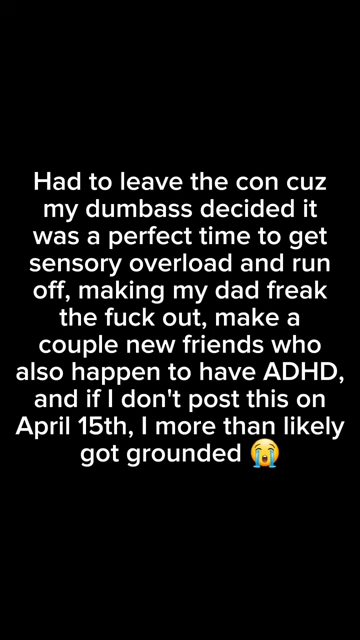 Had to leave the con cuz
my dumbass decided it
was a perfect time to get
sensory overload and run
off, making my dad freak
the fuck out, make a
couple new friends who
also happen to have ADHD,
and if I don't post this on
April 15th, I more than likely
got grounded 😭